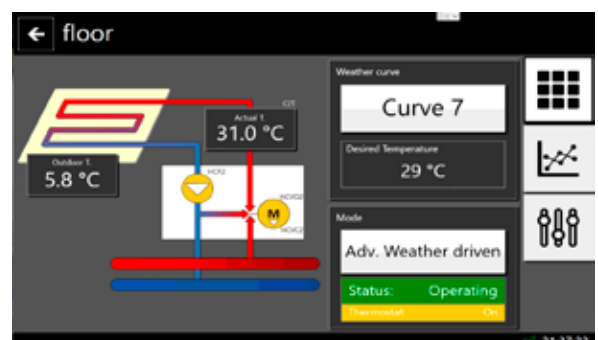 floor
Weather curve
Curve 7
Desired Temperature
29 °C
Actual T.
31.0 °C
Outdoor T.
5.8 °C
M
Mode
Adv. Weather driven
Status: Operating
Thermostat On